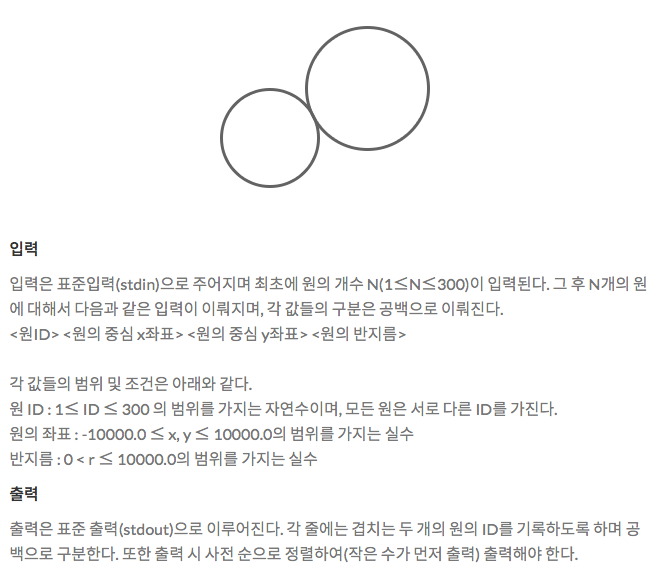 입력
입력은 표준입력(stdin)으로 주어지며 최초에 원의 개수 N(1≤N≤300)이 입력된다. 그 후 N개의 원
에 대해서 다음과 같은 입력이 이뤄지며, 각 값들의 구분은 공백으로 이뤄진다.
<원ID> <원의 중심 x좌표> <원의 중심 y좌표> <원의 반지름>
각 값들의 범위 및 조건은 아래와 같다.
원 ID : 1≤ ID ≤ 300 의 범위를 가지는 자연수이며, 모든 원은 서로 다른 ID를 가진다.
원의 좌표 : -10000.0 ≤ x, y ≤ 10000.0의 범위를 가지는 실수
반지름 : 0 < r ≤ 10000.0의 범위를 가지는 실수
출력
출력은 표준 출력(stdout)으로 이루어진다. 각 줄에는 겹치는 두 개의 원의 ID를 기록하도록 하며 공
백으로 구분한다. 또한 출력 시 사전 순으로 정렬하여(작은 수가 먼저 출력) 출력해야 한다.